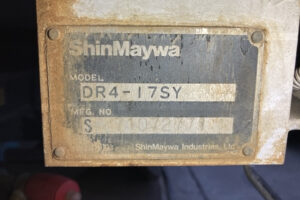 ShinMaywa
MODEL
DR4-17SY
MFG. NO
S
ShinMaywa Industries, Ltd